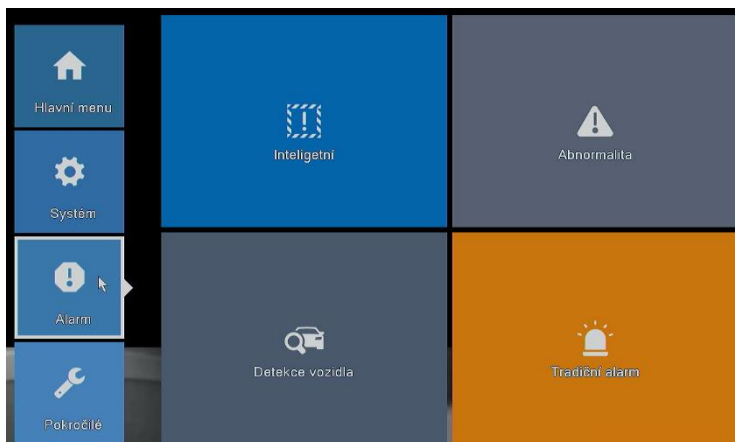 Hlavní menu
Systém
Alarm
Pokročilé
Inteligetní
Abnormalita
Detekce vozidla
Tradiční alarm